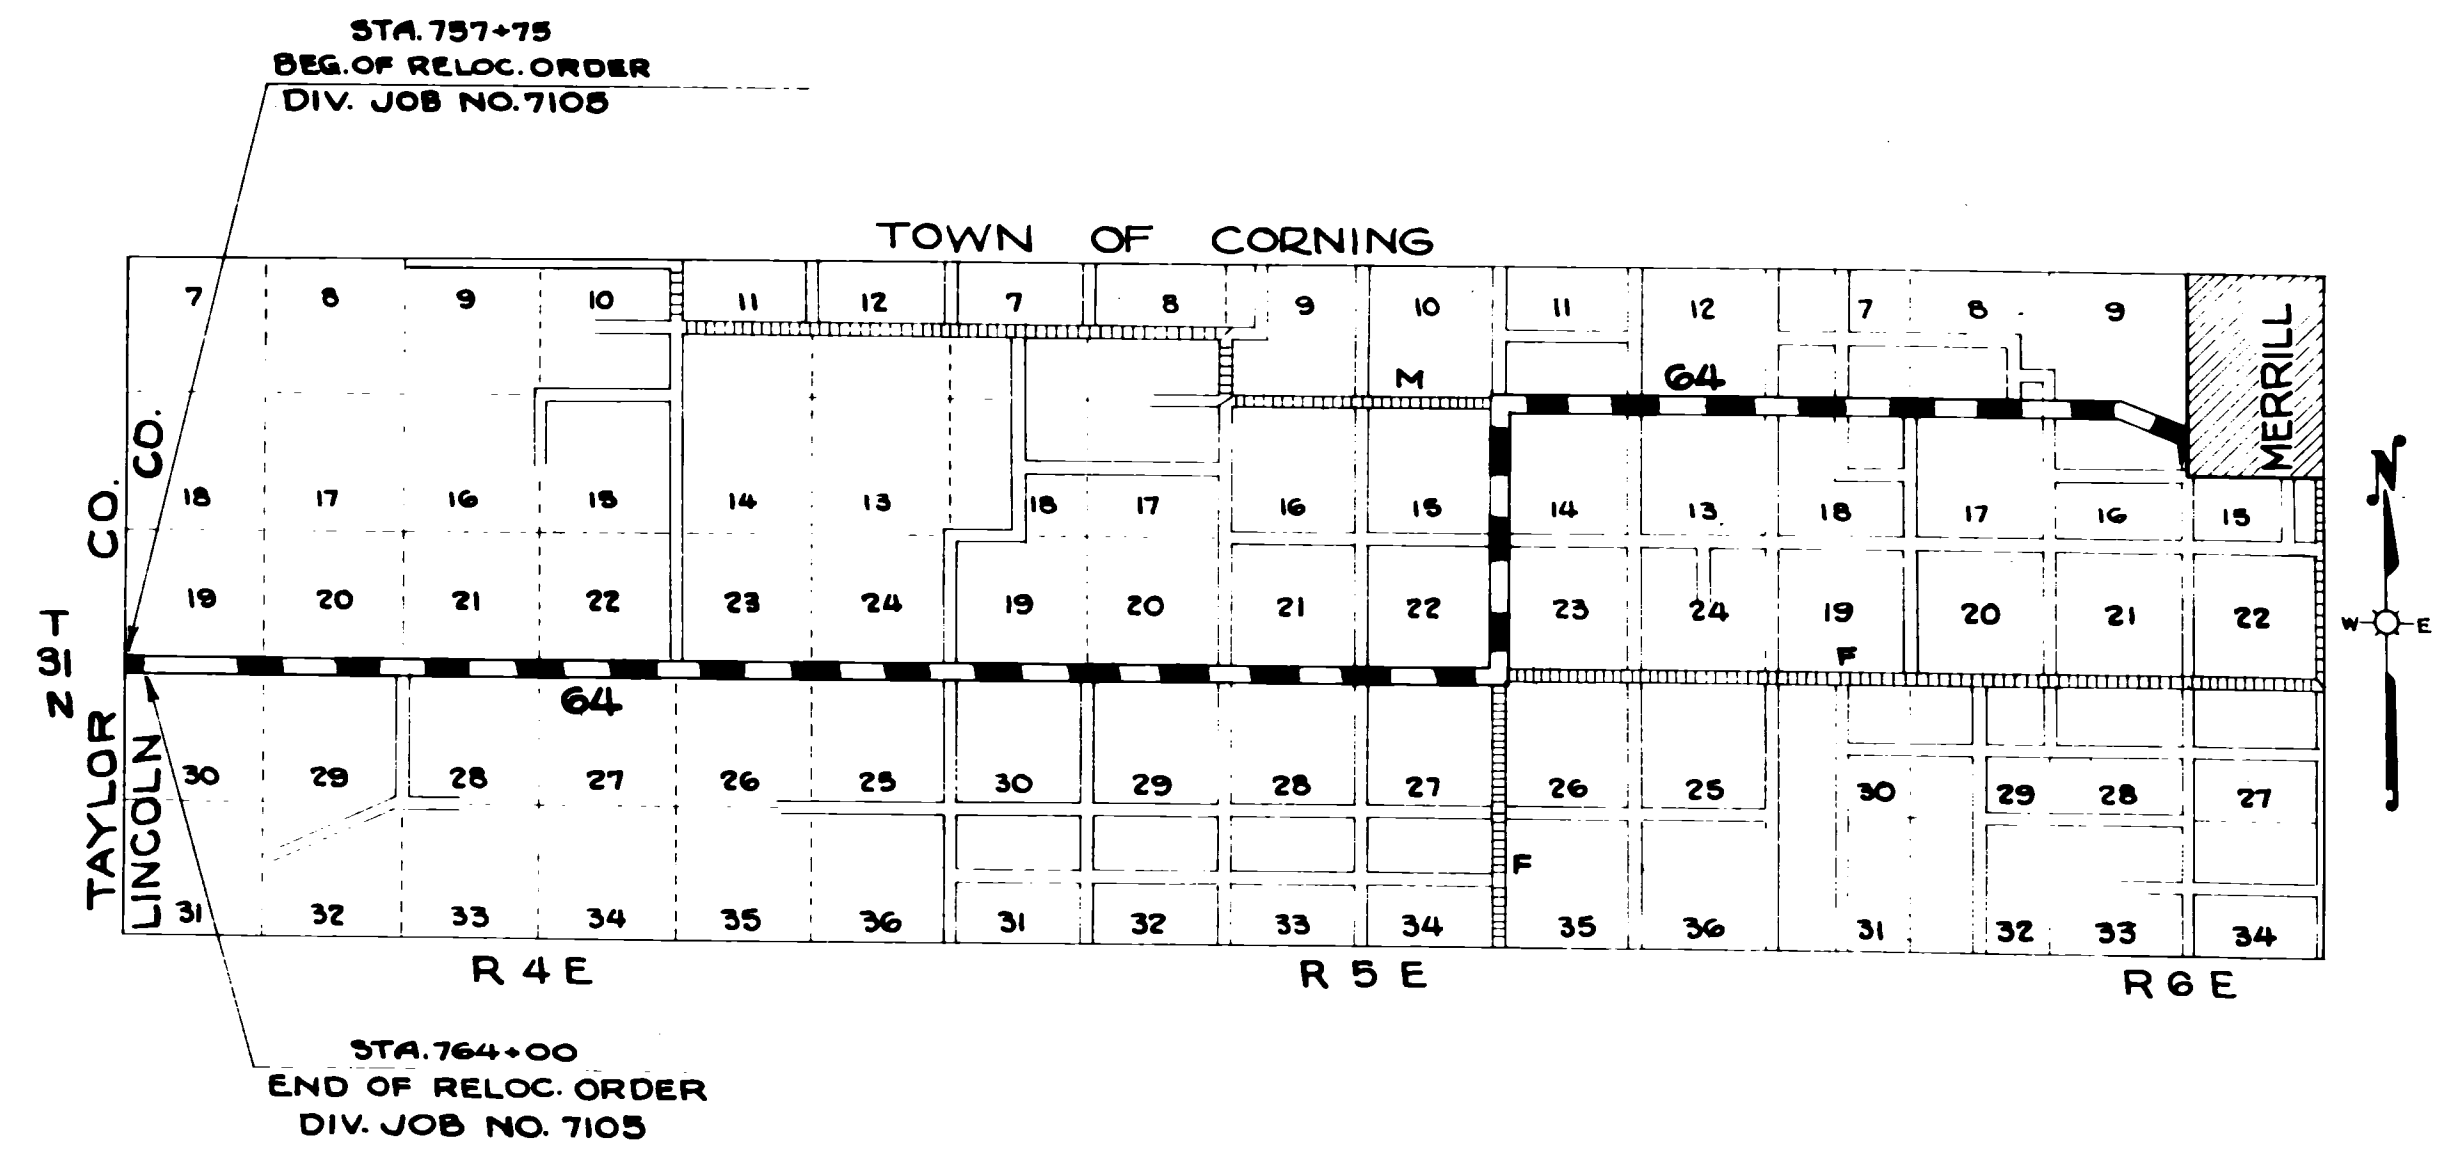 STA. 757+75
BEG. OF RELOC. ORDER
DIV. JOB NO. 7105
TOWN OF CORNING
7 8 9 10 11 12 7 8 9 10 11 12 7 8 9
MERRILL
M 64
CO. CO.
N
18 17 16 15 14 13 18 17 16 15 14 13 18 17 16 15
19 20 21 22 23 24 19 20 21 22 23 24 19 20 21 22
W E
T
31
N
F
64
TAYLOR
LINCOLN
30 29 28 27 26 25 30 29 28 27 26 25 30 29 28 27
F
31 32 33 34 35 36 31 32 33 34 35 36 31 32 33 34
R 4 E R 5 E R 6 E
STA. 764+00
END OF RELOC. ORDER
DIV. JOB NO. 7105